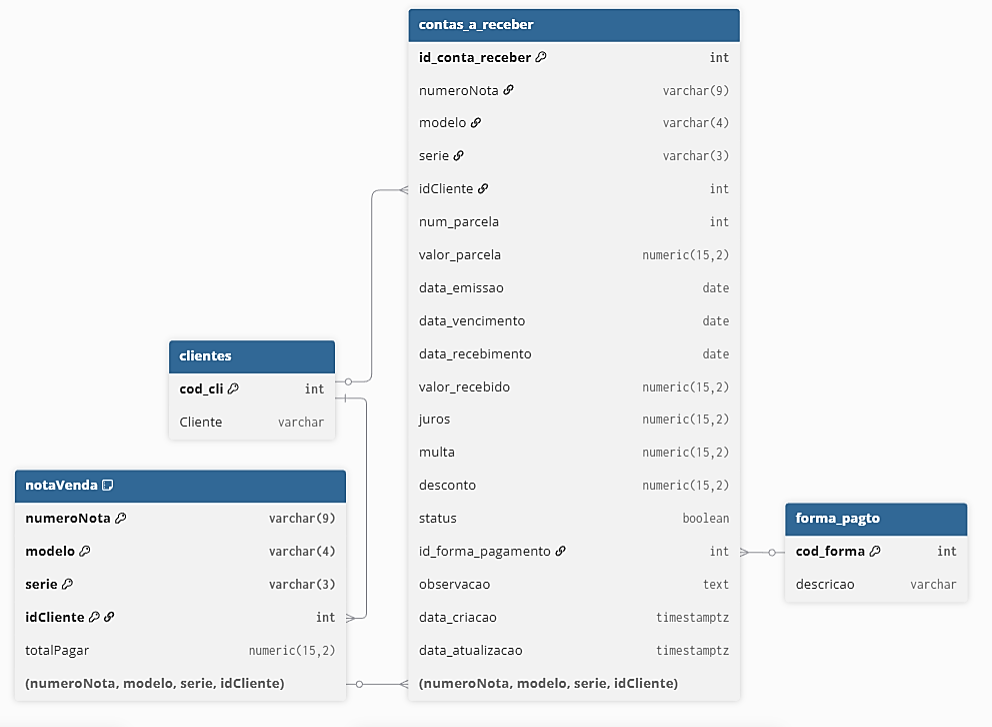 contas_a_receber
id_conta_receber int
numeroNota varchar(9)
modelo varchar(4)
serie varchar(3)
idCliente int
num_parcela int
valor_parcela numeric(15,2)
data_emissao date
data_vencimento date
data_recebimento date
valor_recebido numeric(15,2)
juros numeric(15,2)
multa numeric(15,2)
desconto numeric(15,2)
status boolean
id_forma_pagamento int
observacao text
data_criacao timestamptz
data_atualizacao timestamptz
(numeroNota, modelo, serie, idCliente)
clientes
cod_cli int
Cliente varchar
notaVenda
numeroNota varchar(9)
modelo varchar(4)
serie varchar(3)
idCliente int
totalPagar numeric(15,2)
(numeroNota, modelo, serie, idCliente)
forma_pagto
cod_forma int
descricao varchar